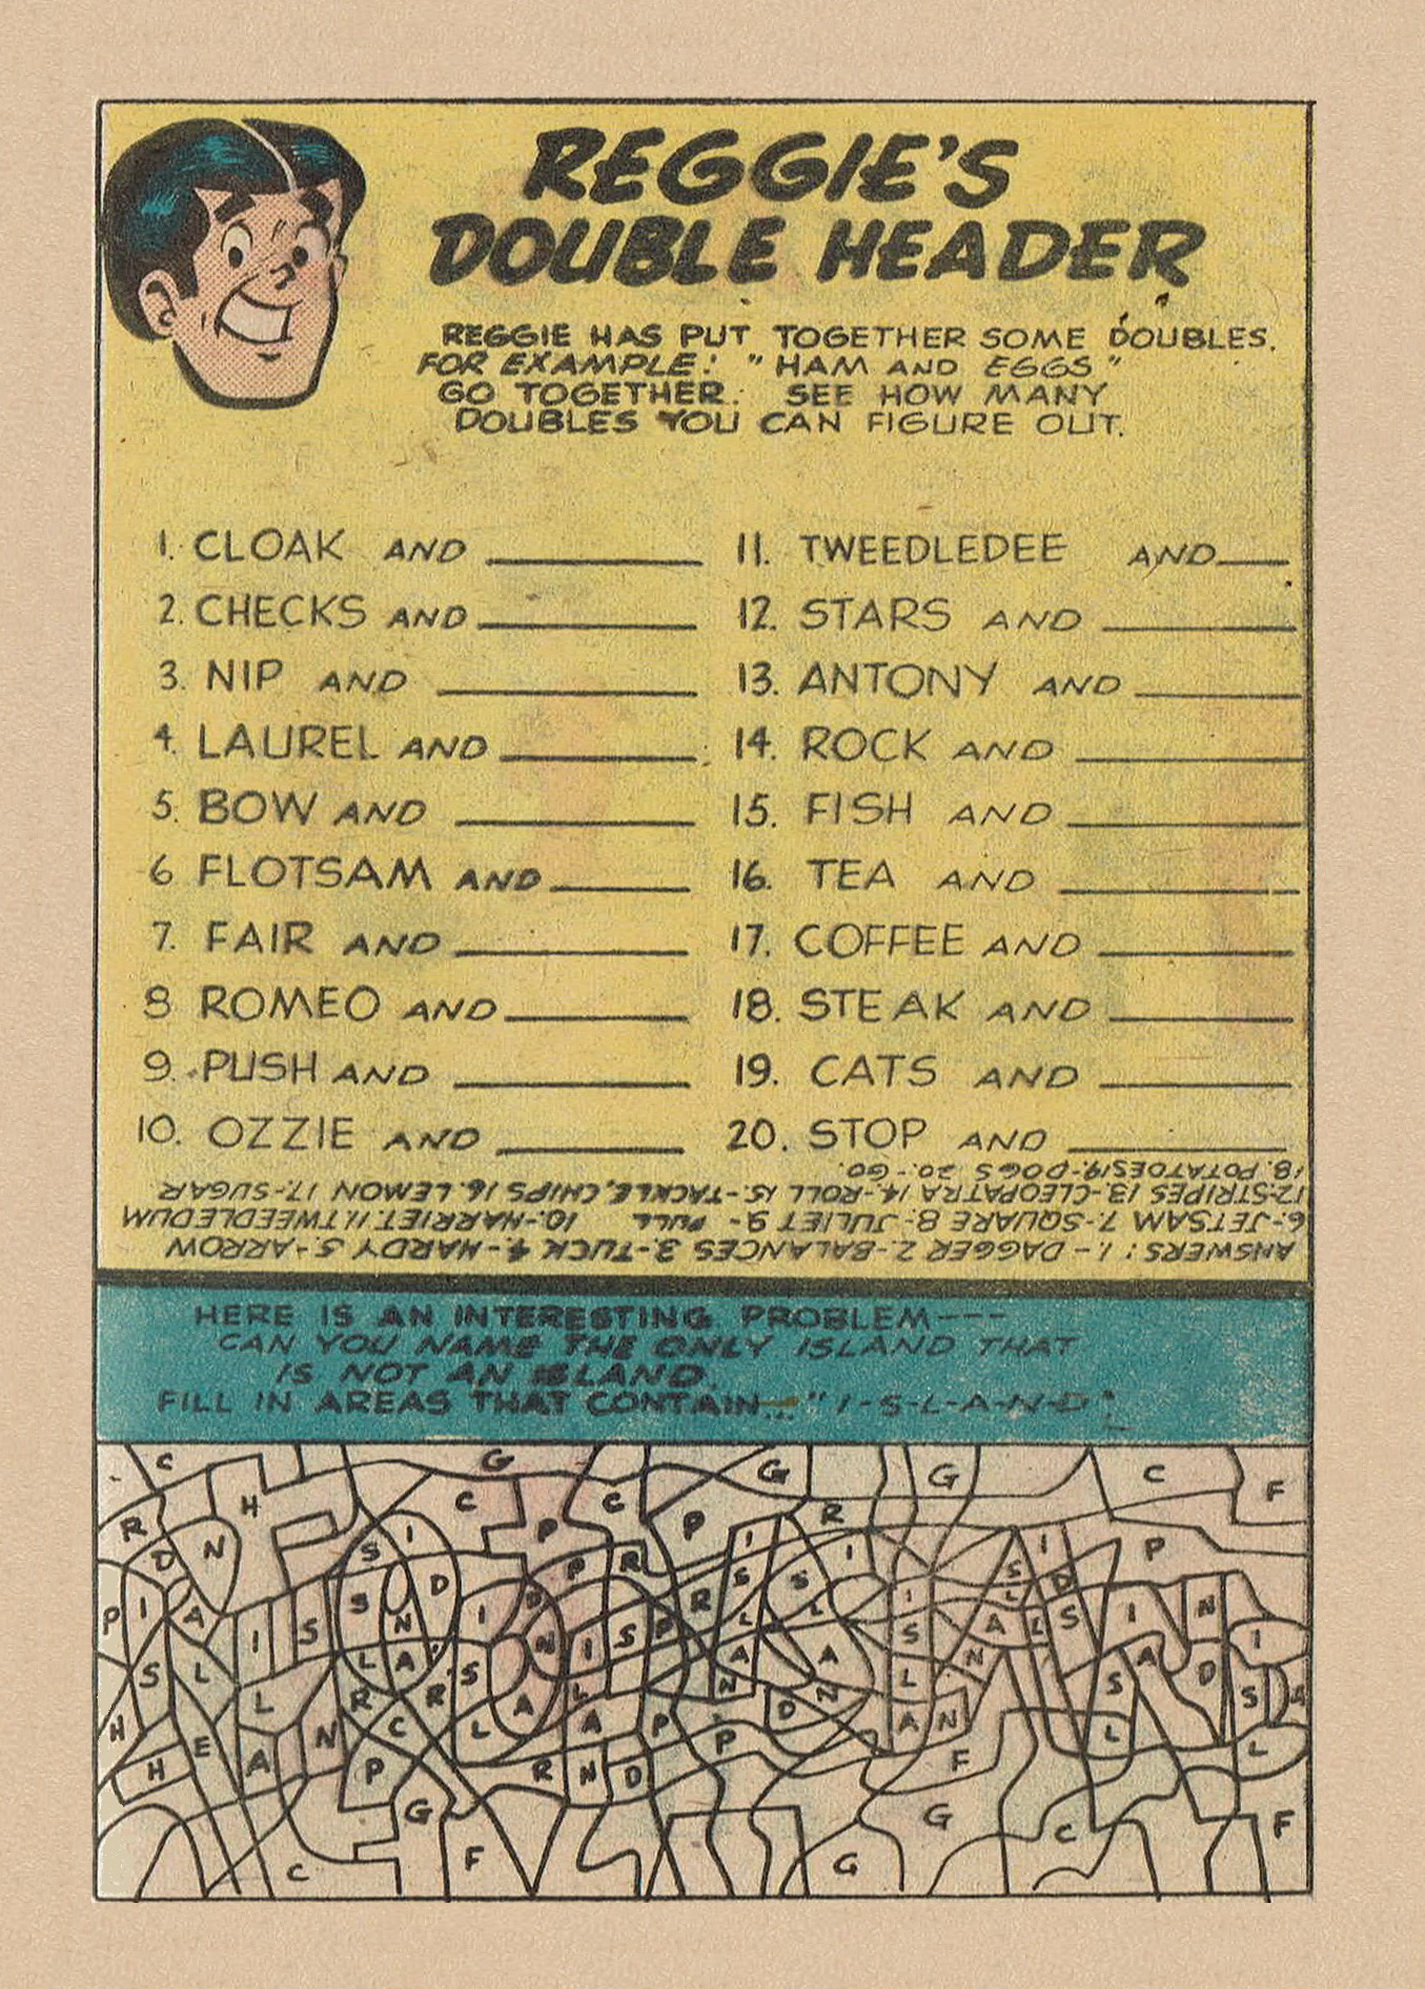 REGGIE'S
DOUBLE HEADER
REGGIE HAS PUT TOGETHER SOME DOUBLES.
FOR EXAMPLE: "HAM AND EGGS"
GO TOGETHER. SEE HOW MANY
DOUBLES YOU CAN FIGURE OUT.
1. CLOAK AND
2. CHECKS AND
3. NIP AND
4. LAUREL AND
5. BOW AND
6 FLOTSAM AND
7. FAIR AND
8 ROMEO AND
9. PUSH AND
10. OZZIE AND
11. TWEEDLEDEE AND
12. STARS AND
13. ANTONY AND
14. ROCK AND
15. FISH AND
16. TEA AND
17. COFFEE AND
18. STEAK AND
19. CATS AND
20. STOP AND
ANSWERS: 1.- DAGGER 2.-BALANCES 3-TUCK 4.-HARDY 5-ARROW
6-JETSAM 7.-SQUARE 8-JULIET 9- PULL 10.-HARRIET.11.TWEEDLEDUM
12-STRIPES 13.-CLEOPATRA 14.-ROLL 15.-TACKLE,CHIPS 16.LEMON 17.-SUGAR
18. POTATOES19.-DOGS 20.-GO.
HERE IS AN INTERESTING PROBLEM---
CAN YOU NAME THE ONLY ISLAND THAT
IS NOT AN ISLAND.
FILL IN AREAS THAT CONTAIN... "I-S-L-A-N-D"
C G G G C F
H C C P P R
R D N S I P R I I P
P I A I S S N D I D N I S P R S L A N S L I S L A N S L I D A L S I N I
S L L L A R S A L A P D N A N S A D S D A
H E A N C R L P P F L L
H P R N D
G G C F
C F G